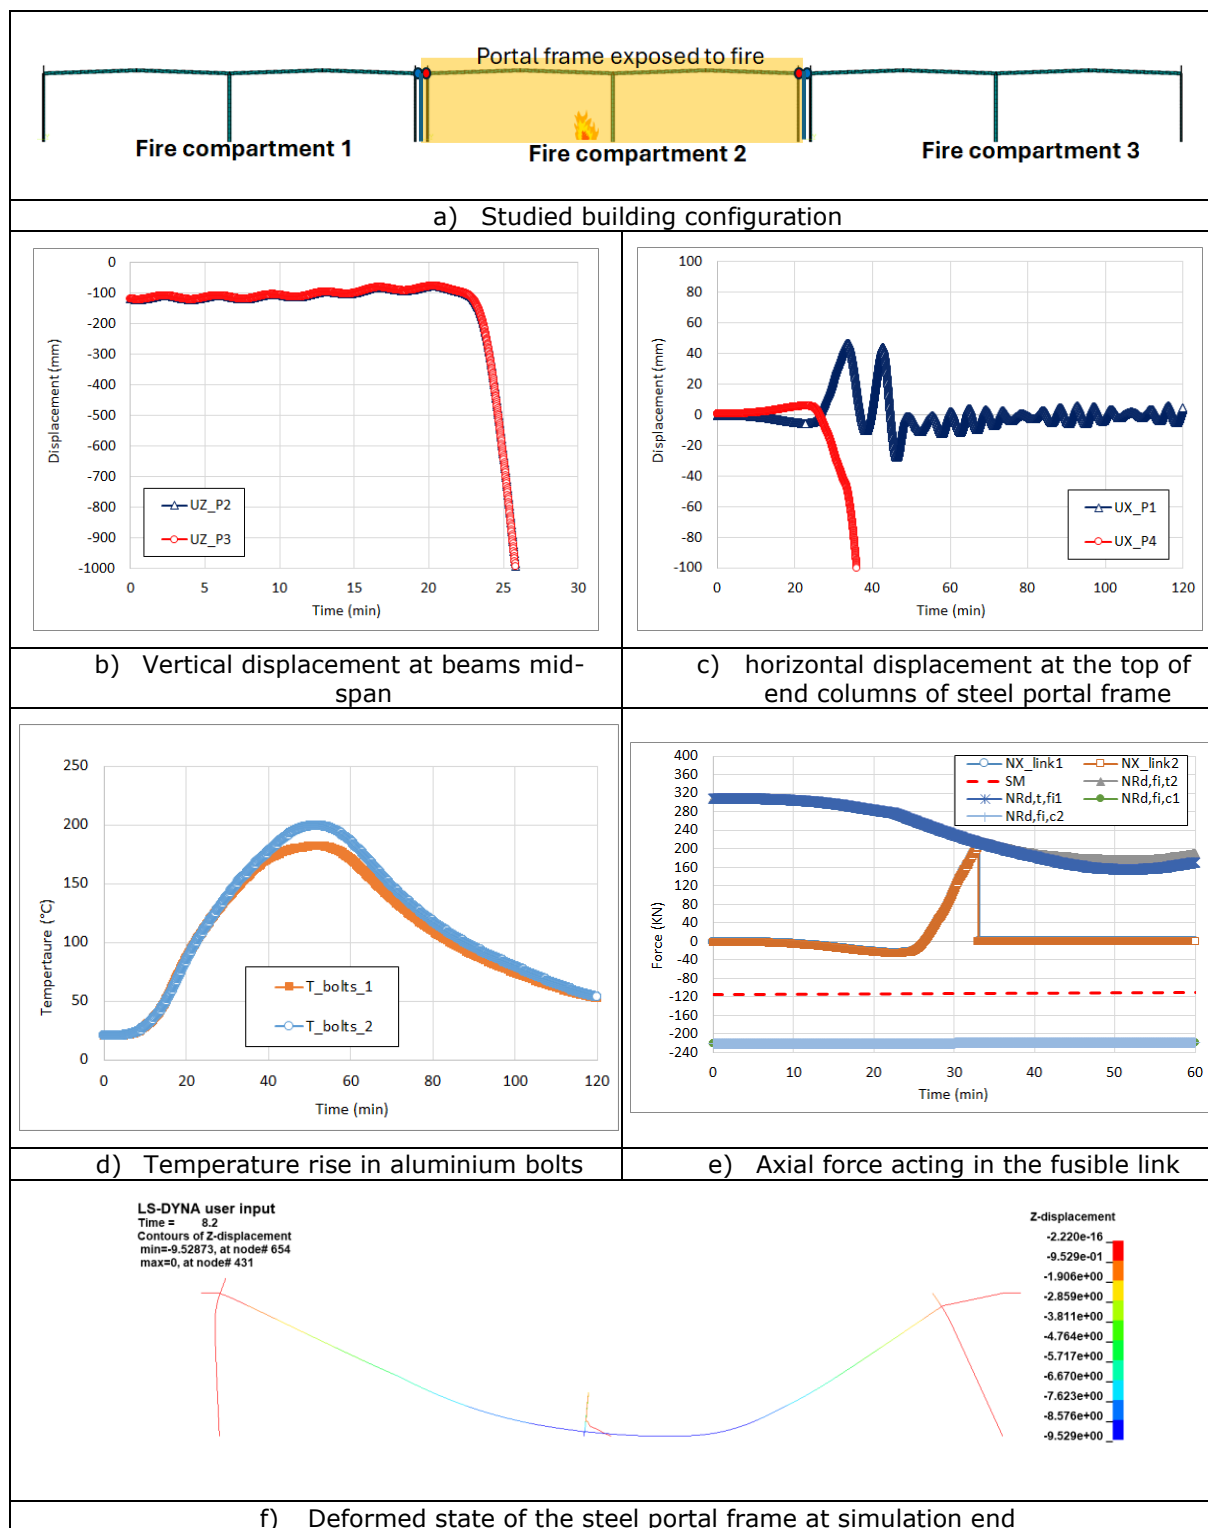 Portal frame exposed to fire
Fire compartment 1
Fire compartment 2
Fire compartment 3
a) Studied building configuration
0
-100
-200
-300
-400
-500
-600
-700
-800
-900
-1000
Displacement (mm)
UZ_P2
UZ_P3
0 5 10 15 20 25 30
Time (min)
100
80
60
40
20
0
-20
-40
-60
-80
-100
Displacement (mm)
UX_P1
UX_P4
0 20 40 60 80 100 120
Time (min)
b) Vertical displacement at beams mid-
span
c) horizontal displacement at the top of
end columns of steel portal frame
250
200
150
100
50
0
Tempertaure (°C)
T_bolts_1
T_bolts_2
0 20 40 60 80 100 120
Time (min)
400
360
320
280
240
200
160
120
80
40
0
-40
-80
-120
-160
-200
-240
Force (KN)
NX_link1 NX_link2
SM NRd,fi,t2
NRd,t,fi1 NRd,fi,c1
NRd,fi,c2
0 10 20 30 40 50 60
Time (min)
d) Temperature rise in aluminium bolts
e) Axial force acting in the fusible link
LS-DYNA user input
Time = 8.2
Contours of Z-displacement
min=-9.52873, at node# 654
max=0, at node# 431
Z-displacement
-2.220e-16
-9.529e-01
-1.906e+00
-2.859e+00
-3.811e+00
-4.764e+00
-5.717e+00
-6.670e+00
-7.623e+00
-8.576e+00
-9.529e+00
f) Deformed state of the steel portal frame at simulation end